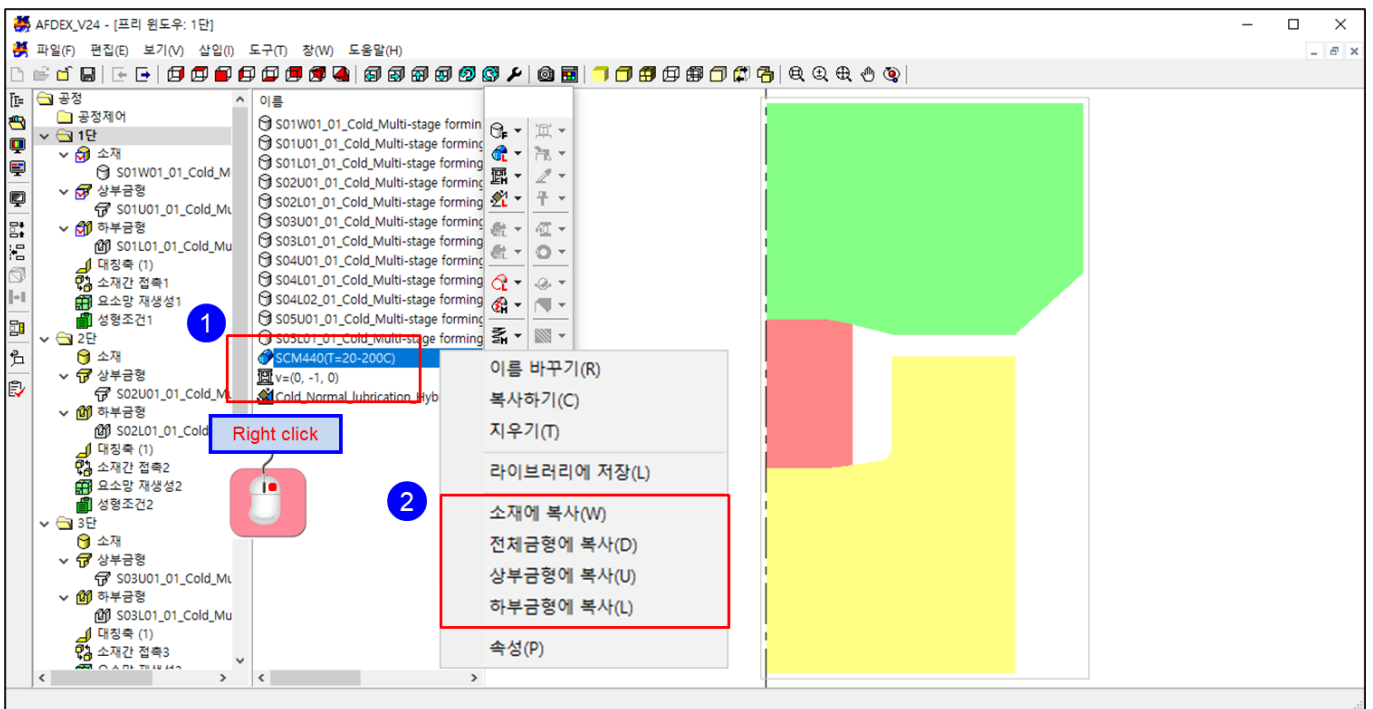 AFDEX_V24 - [프리 윈도우: 1단]
파일(F) 편집(E) 보기(V) 삽입(I) 도구(T) 창(W) 도움말(H)
공정
공정제어
1단
소재
S01W01_01_Cold_M
상부금형
S01U01_01_Cold_Mu
하부금형
S01L01_01_Cold_Mu
대칭축 (1)
소재간 접촉1
요소망 재생성1
성형조건1
2단
소재
상부금형
S02U01_01_Cold_Mu
하부금형
S02L01_01_Cold
대칭축 (1)
소재간 접촉2
요소망 재생성2
성형조건2
3단
소재
상부금형
S03U01_01_Cold_Mu
하부금형
S03L01_01_Cold_Mu
대칭축 (1)
소재간 접촉3
이름
S01W01_01_Cold_Multi-stage formin
S01U01_01_Cold_Multi-stage forming
S01L01_01_Cold_Multi-stage forming
S02U01_01_Cold_Multi-stage forming
S02L01_01_Cold_Multi-stage forming
S03U01_01_Cold_Multi-stage forming
S03L01_01_Cold_Multi-stage forming
S04U01_01_Cold_Multi-stage forming
S04L01_01_Cold_Multi-stage forming
S04L02_01_Cold_Multi-stage forming
S05U01_01_Cold_Multi-stage forming
S05L01_01_Cold_Multi-stage forming
SCM440(T=20-200C)
v=(0, -1, 0)
Cold_Normal_lubrication_Hyb
1
Right click
2
이름 바꾸기(R)
복사하기(C)
지우기(T)
라이브러리에 저장(L)
소재에 복사(W)
전체금형에 복사(D)
상부금형에 복사(U)
하부금형에 복사(L)
속성(P)